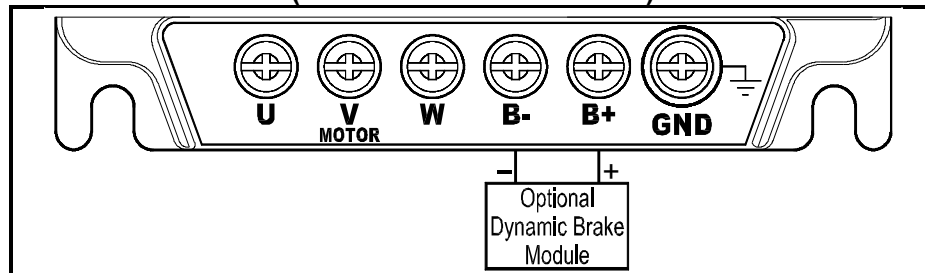 U V W B- B+ GND
MOTOR
- +
Optional
Dynamic Brake
Module